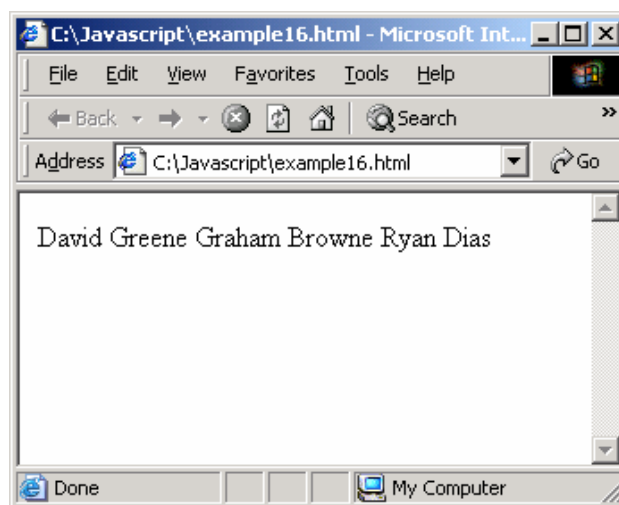 C:\Javascript\example16.html - Microsoft Int...
File Edit View Favorites Tools Help
Back Search »
Address C:\Javascript\example16.html Go
David Greene Graham Browne Ryan Dias
Done My Computer